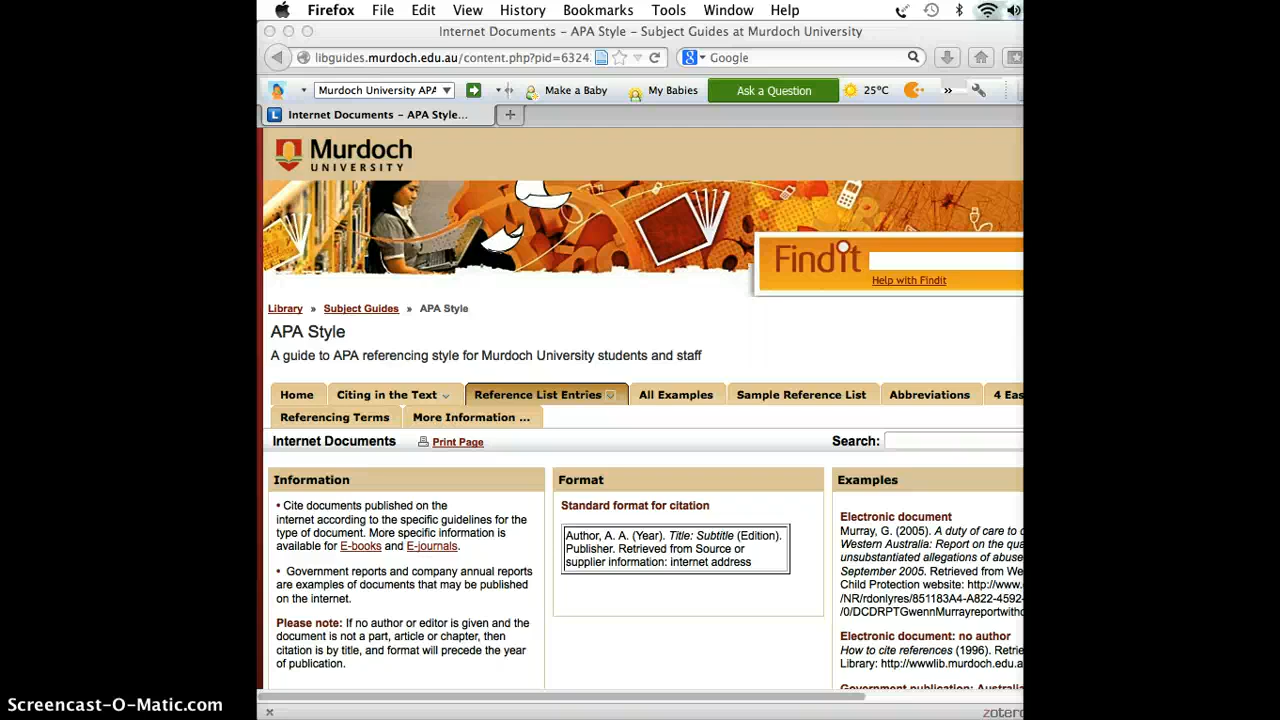 Firefox File Edit View History Bookmarks Tools Window Help
Internet Documents – APA Style – Subject Guides at Murdoch University
libguides.murdoch.edu.au/content.php?pid=6324
Google
Murdoch University APA
Make a Baby
My Babies
Ask a Question
25°C
»
Internet Documents – APA Style...
Murdoch
UNIVERSITY
Findit
Help with Findit
Library » Subject Guides » APA Style
APA Style
A guide to APA referencing style for Murdoch University students and staff
Home Citing in the Text Reference List Entries All Examples Sample Reference List Abbreviations 4 Eas
Referencing Terms More Information ...
Internet Documents Print Page Search:
Information
• Cite documents published on the
internet according to the specific guidelines for the
type of document. More specific information is
available for E-books and E-journals.
• Government reports and company annual reports
are examples of documents that may be published
on the internet.
Please note: If no author or editor is given and the
document is not a part, article or chapter, then
citation is by title, and format will precede the year
of publication.
Format
Standard format for citation
Author, A. A. (Year). Title: Subtitle (Edition).
Publisher. Retrieved from Source or
supplier information: internet address
Examples
Electronic document
Murray, G. (2005). A duty of care to
Western Australia: Report on the qua
unsubstantiated allegations of abuse
September 2005. Retrieved from We
Child Protection website: http://www.
/NR/rdonlyres/851183A4-A822-4592-
/0/DCDRPTGwennMurrayreportwitho
Electronic document: no author
How to cite references (1996). Retrie
Library: http://wwwlib.murdoch.edu.a
Government publication: Australia
zotero
Screencast-O-Matic.com